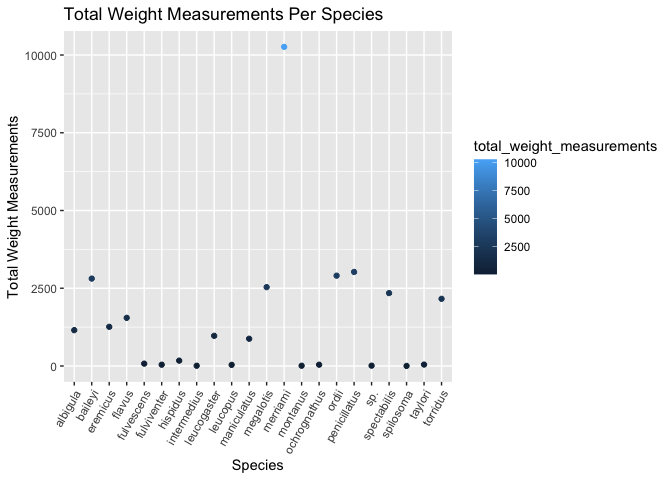 Total Weight Measurements Per Species
Total Weight Measurements
10000
7500
5000
2500
0
albigula
baileyi
eremicus
flavus
fulvescens
fulviventer
hispidus
intermedius
leucogaster
leucopus
maniculatus
megalotis
merriami
montanus
ochrognathus
ordii
penicillatus
sp.
spectabilis
spilosoma
taylori
torridus
Species
total_weight_measurements
10000
7500
5000
2500